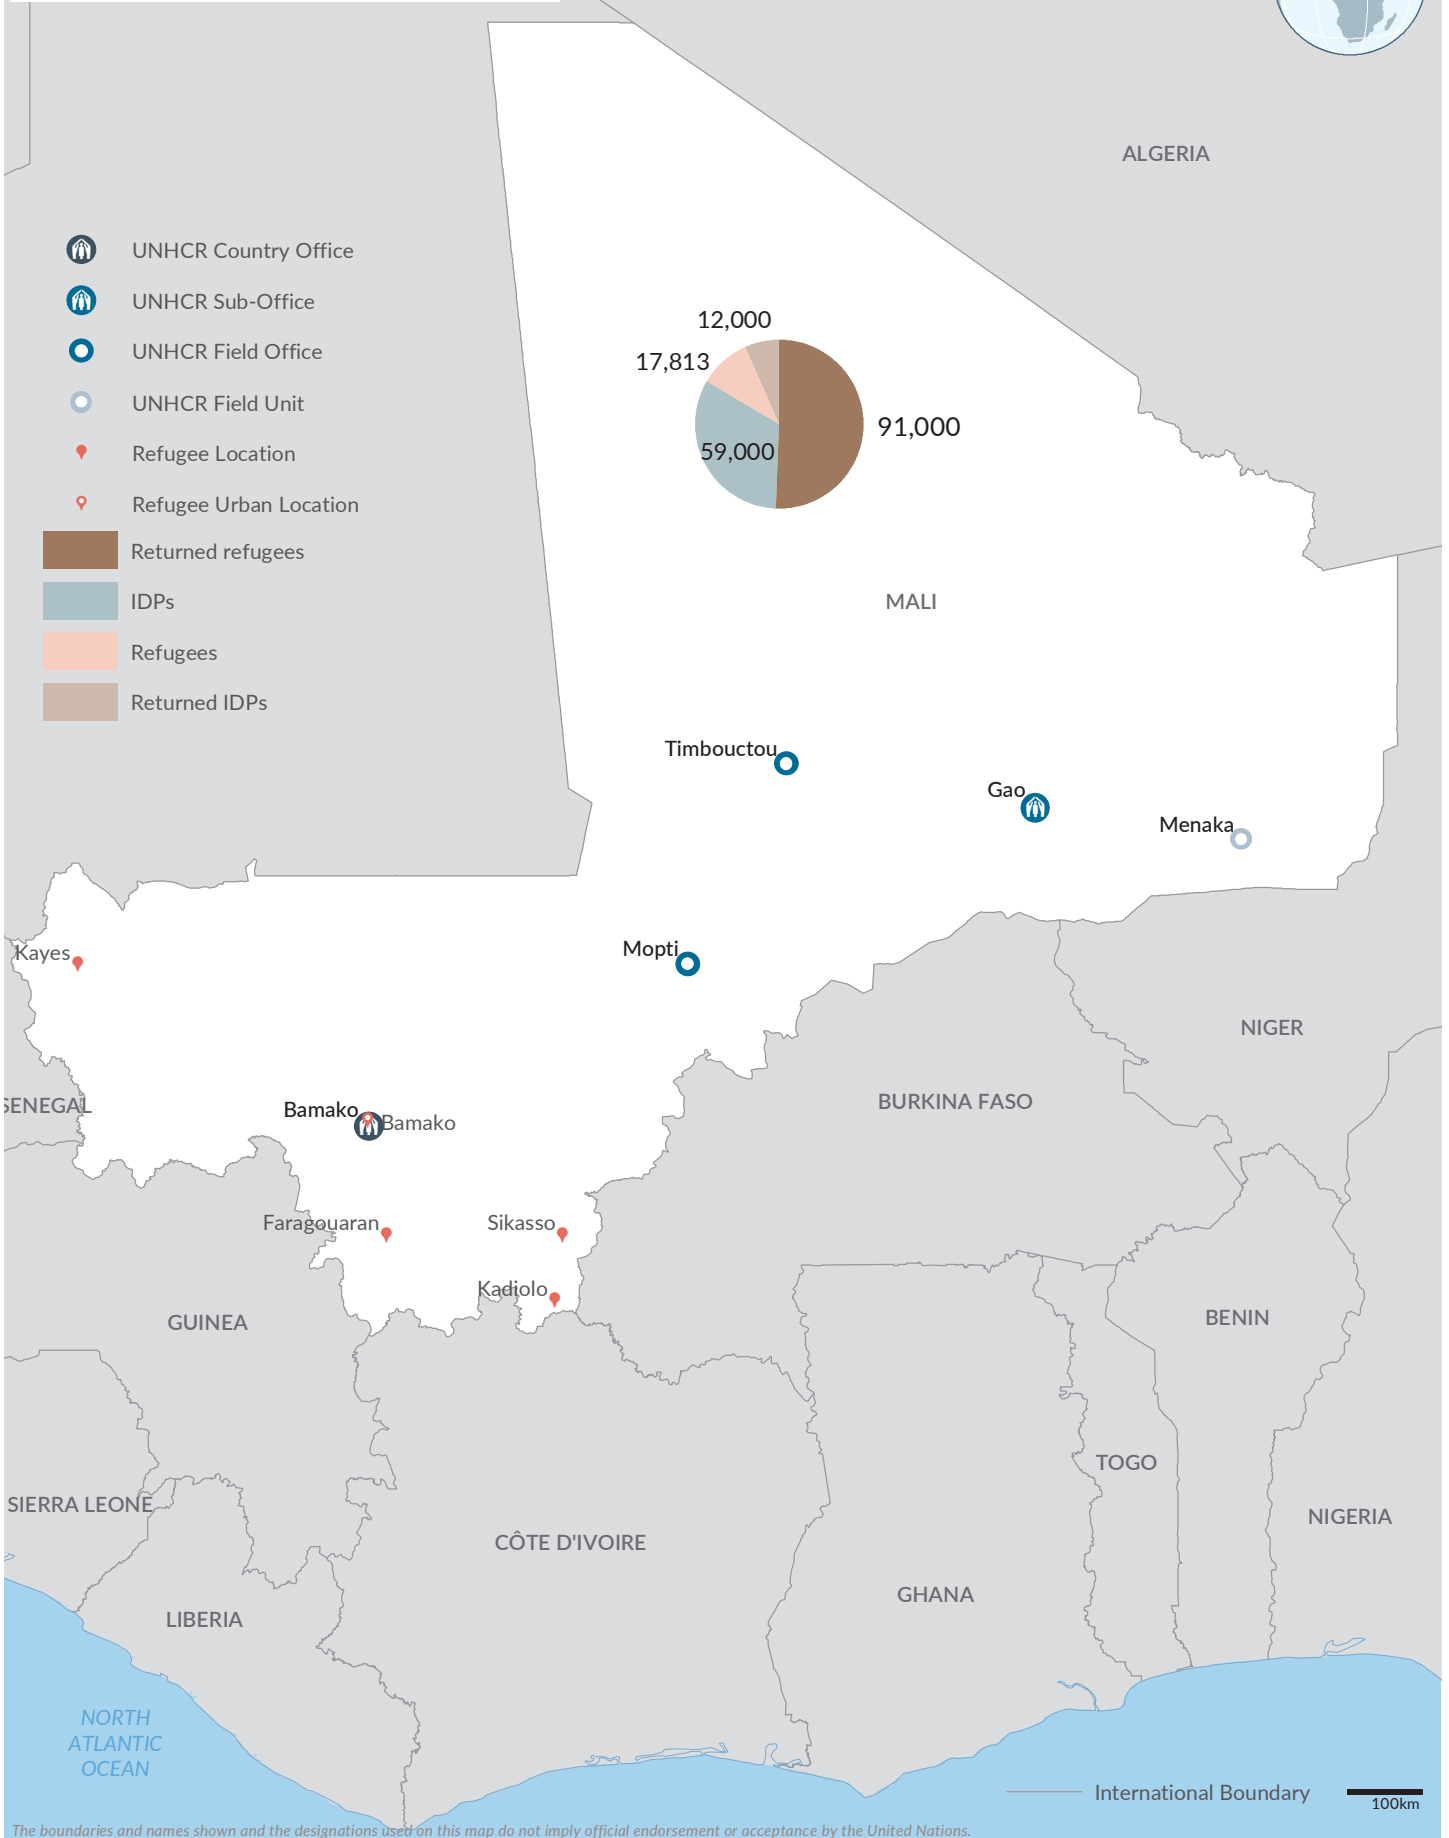 ALGERIA
UNHCR Country Office
UNHCR Sub-Office
UNHCR Field Office
UNHCR Field Unit
Refugee Location
Refugee Urban Location
Returned refugees
IDPs
Refugees
Returned IDPs
12,000
17,813
91,000
59,000
MALI
Timbouctou
Gao
Menaka
Mopti
Kayes
NIGER
SENEGAL
BURKINA FASO
Bamako
Bamako
Faragouaran
Sikasso
Kadiolo
GUINEA
BENIN
TOGO
SIERRA LEONE
NIGERIA
CÔTE D'IVOIRE
GHANA
LIBERIA
NORTH
ATLANTIC
OCEAN
International Boundary
100km
The boundaries and names shown and the designations used on this map do not imply official endorsement or acceptance by the United Nations.